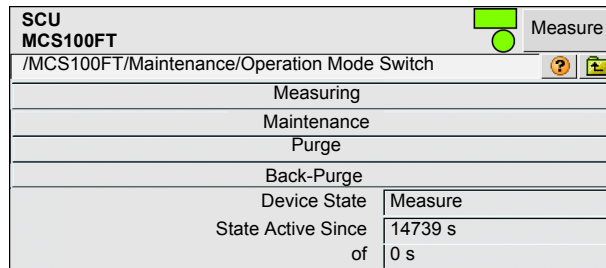 SCU
MCS100FT
Measure
/MCS100FT/Maintenance/Operation Mode Switch ?
Measuring
Maintenance
Purge
Back-Purge
Device State Measure
State Active Since 14739 s
of 0 s